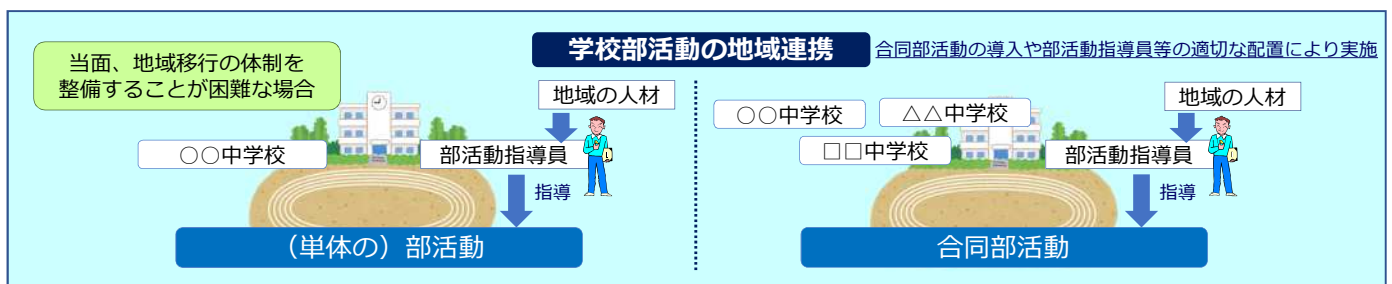 当面、地域移行の体制を
整備することが困難な場合
学校部活動の地域連携
合同部活動の導入や部活動指導員等の適切な配置により実施
地域の人材
○○中学校
部活動指導員
指導
（単体の）部活動
地域の人材
○○中学校
△△中学校
□□中学校
部活動指導員
指導
合同部活動